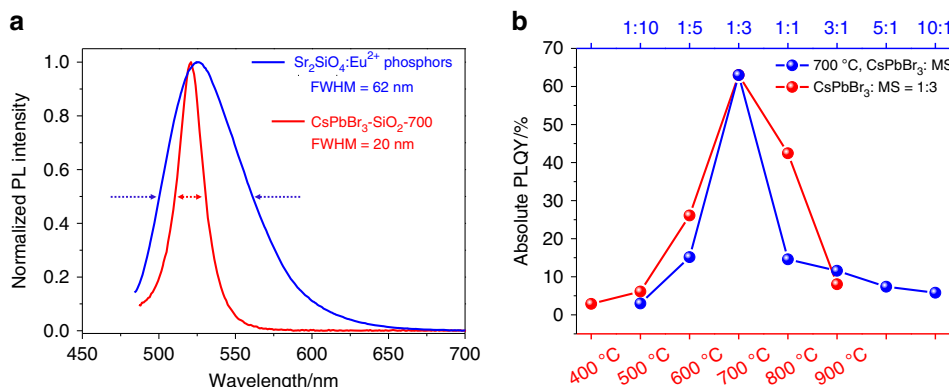 a
Normalized PL intensity
1.0
0.8
0.6
0.4
0.2
0.0
Sr₂SiO₄:Eu²⁺ phosphors
FWHM = 62 nm
CsPbBr₃-SiO₂-700
FWHM = 20 nm
450 500 550 600 650 700
Wavelength/nm
b
1:10 1:5 1:3 1:1 3:1 5:1 10:1
Absolute PLQY/%
70
60
50
40
30
20
10
0
700 °C, CsPbBr₃: MS
CsPbBr₃: MS = 1:3
400 °C 500 °C 600 °C 700 °C 800 °C 900 °C